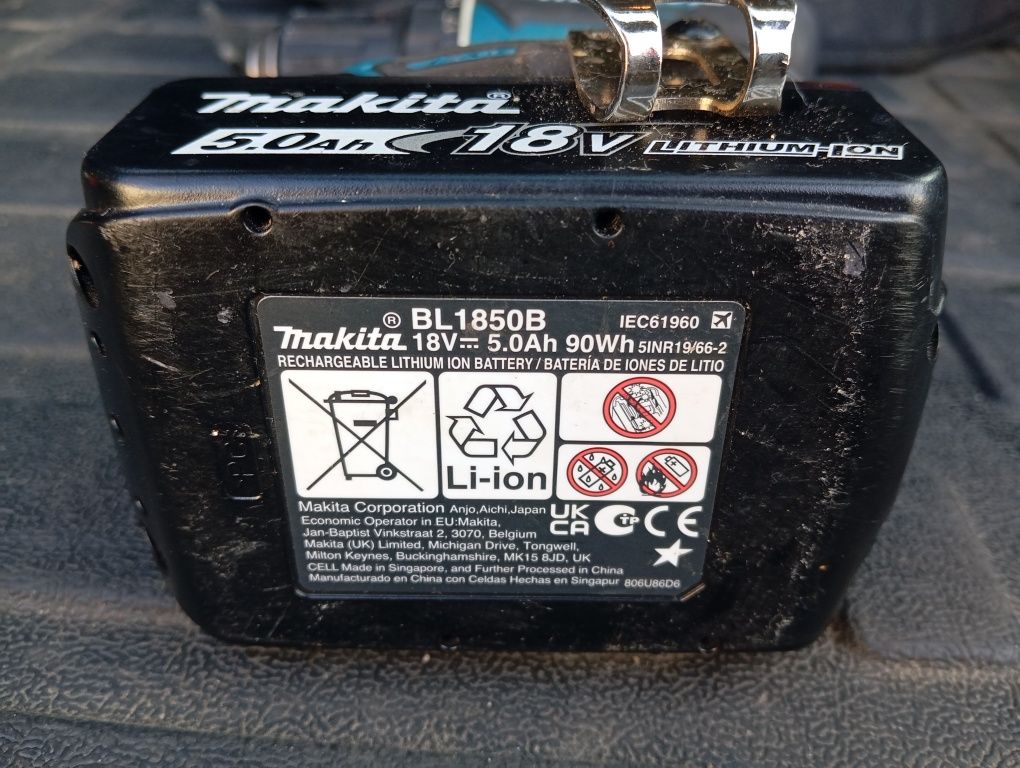 makita®
5.0Ah 18V LITHIUM-ION
makita® BL1850B IEC61960
18V 5.0Ah 90Wh 5INR19/66-2
RECHARGEABLE LITHIUM ION BATTERY / BATERÍA DE IONES DE LITIO
Li-ion
Makita Corporation Anjo,Aichi,Japan
Economic Operator in EU:Makita,
Jan-Baptist Vinkstraat 2, 3070, Belgium
Makita (UK) Limited, Michigan Drive, Tongwell,
Milton Keynes, Buckinghamshire, MK15 8JD, UK
CELL Made in Singapore, and Further Processed in China
Manufacturado en China con Celdas Hechas en Singapur 806U86D6
UK
CA
CTP CE